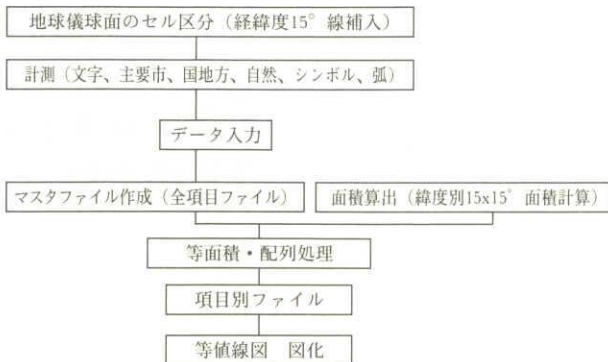 地球儀球面のセル区分（経緯度15°線補入）
計測（文字、主要市、国地方、自然、シンボル、弧）
データ入力
マスタファイル作成（全項目ファイル）
面積算出（緯度別15x15°面積計算）
等面積・配列処理
項目別ファイル
等値線図　図化